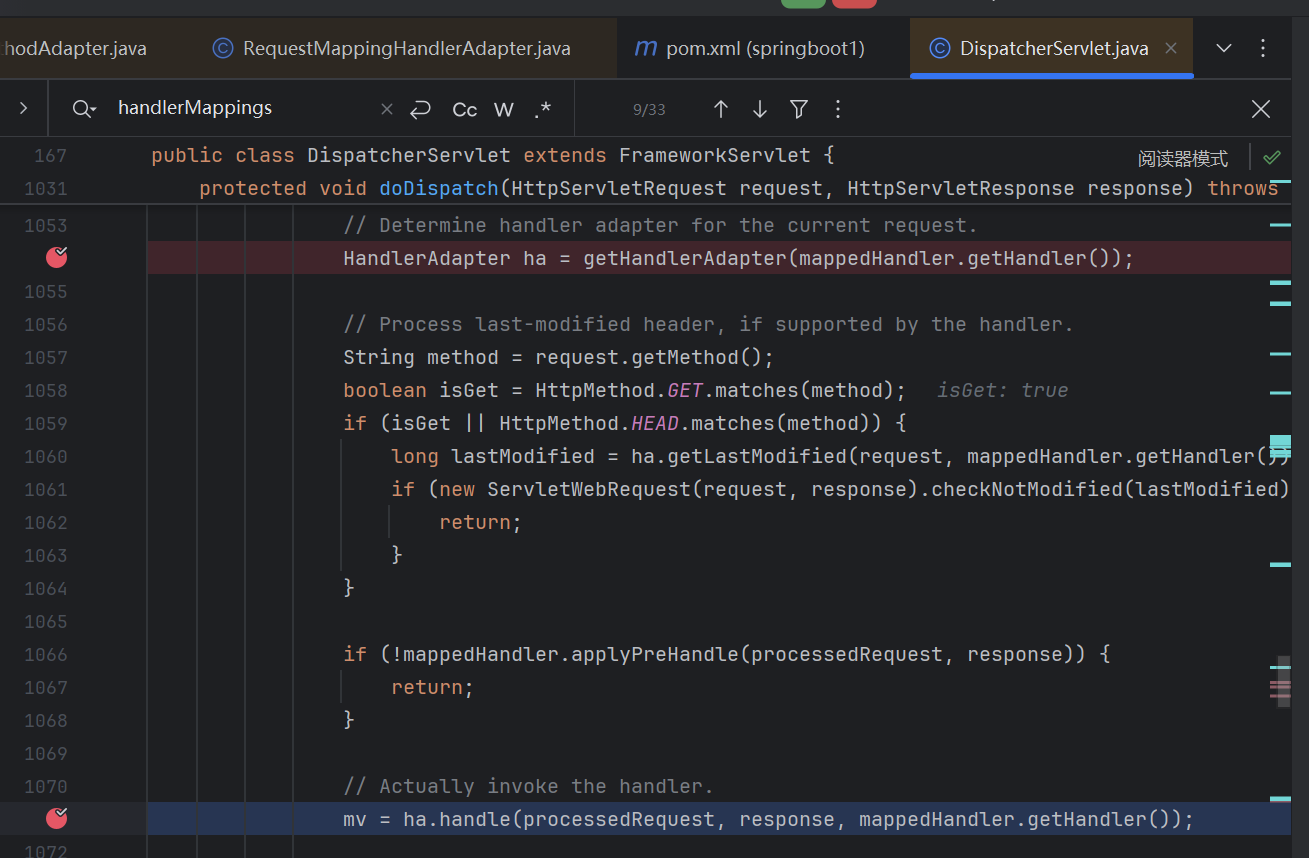 hodAdapter.java RequestMappingHandlerAdapter.java m pom.xml (springboot1) DispatcherServlet.java
handlerMappings Cc W .* 9/33
167 public class DispatcherServlet extends FrameworkServlet { 阅读器模式
1031 protected void doDispatch(HttpServletRequest request, HttpServletResponse response) throws
1053 // Determine handler adapter for the current request.
HandlerAdapter ha = getHandlerAdapter(mappedHandler.getHandler());
1055
1056 // Process last-modified header, if supported by the handler.
1057 String method = request.getMethod();
1058 boolean isGet = HttpMethod.GET.matches(method); isGet: true
1059 if (isGet || HttpMethod.HEAD.matches(method)) {
1060 long lastModified = ha.getLastModified(request, mappedHandler.getHandler())
1061 if (new ServletWebRequest(request, response).checkNotModified(lastModified)
1062 return;
1063 }
1064 }
1065
1066 if (!mappedHandler.applyPreHandle(processedRequest, response)) {
1067 return;
1068 }
1069
1070 // Actually invoke the handler.
mv = ha.handle(processedRequest, response, mappedHandler.getHandler());
1072